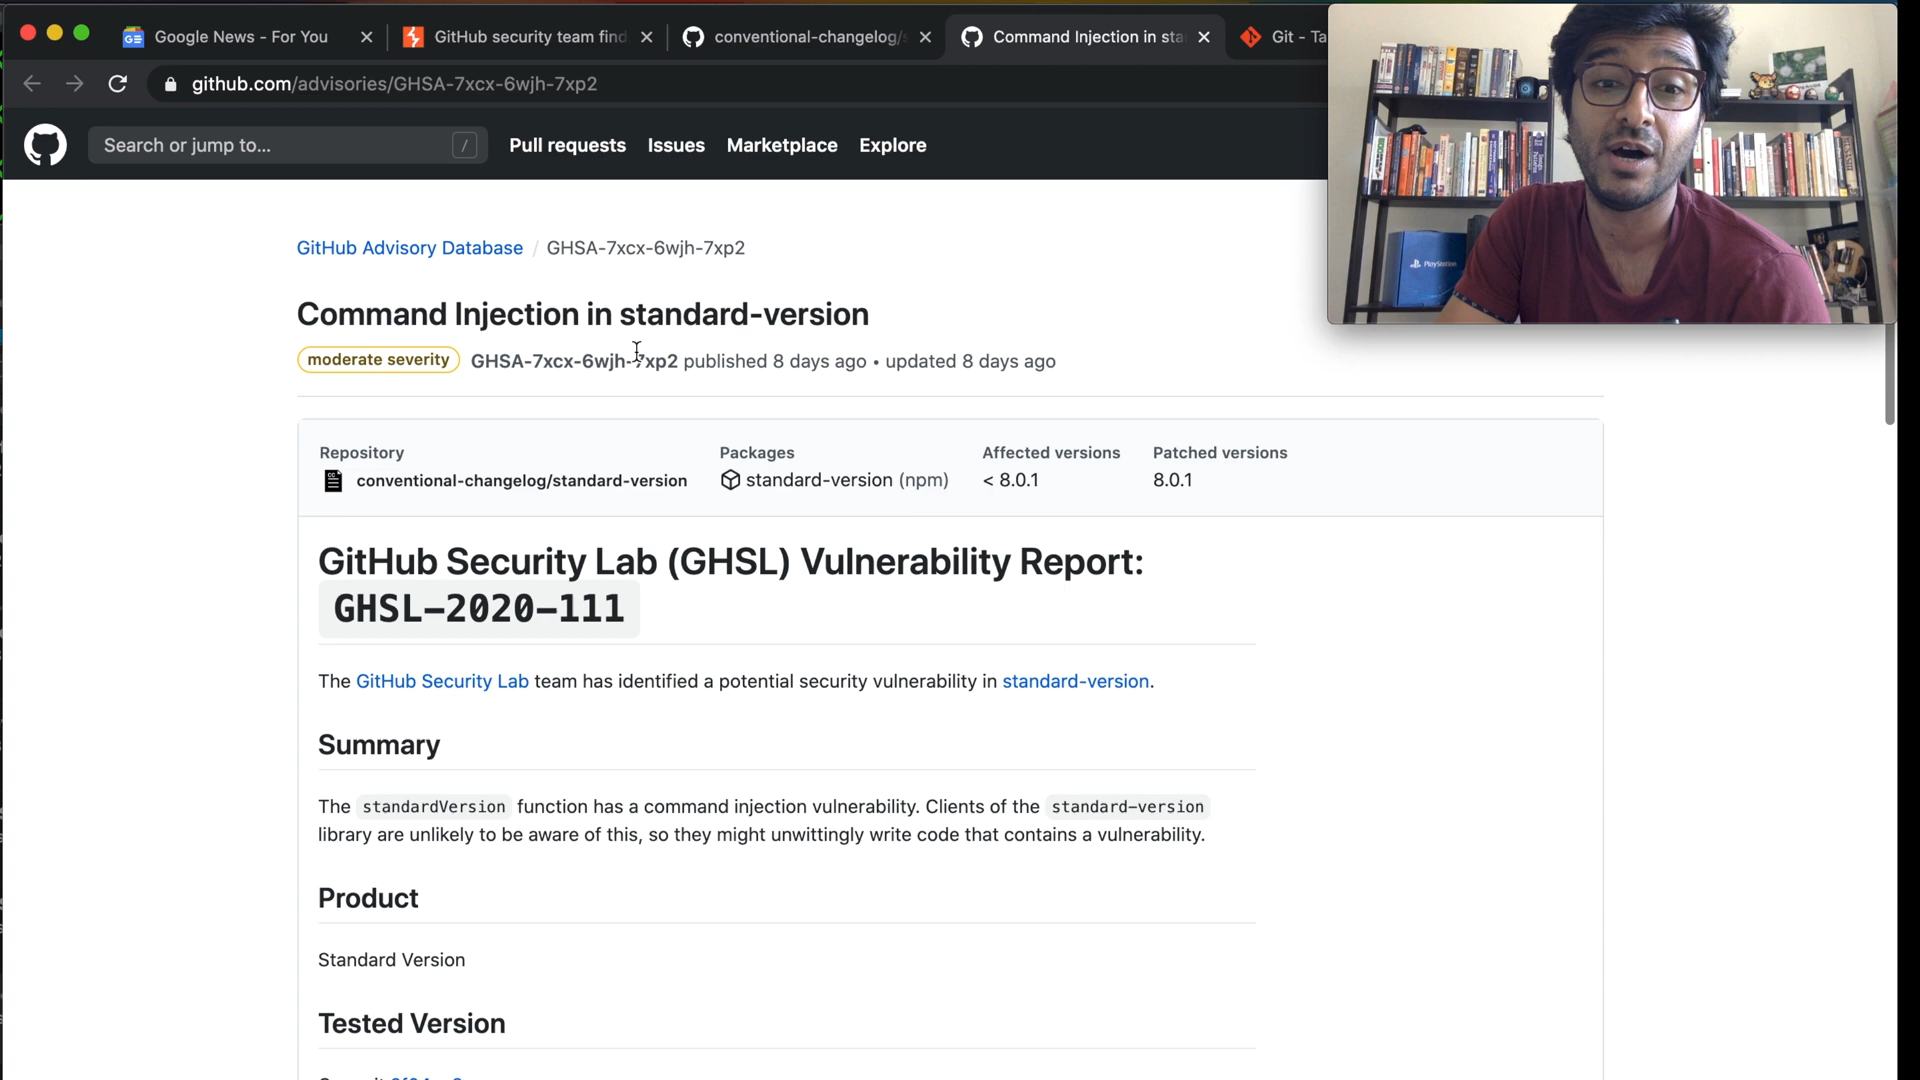 Google News - For You
GitHub security team find
conventional-changelog/s
Command Injection in sta
Git - Ta
github.com/advisories/GHSA-7xcx-6wjh-7xp2
Search or jump to...
/
Pull requests
Issues
Marketplace
Explore
PlayStation
GitHub Advisory Database / GHSA-7xcx-6wjh-7xp2
Command Injection in standard-version
moderate severity
GHSA-7xcx-6wjh-7xp2 published 8 days ago • updated 8 days ago
Repository
Packages
Affected versions
Patched versions
conventional-changelog/standard-version
standard-version (npm)
< 8.0.1
8.0.1
GitHub Security Lab (GHSL) Vulnerability Report:
GHSL-2020-111
The GitHub Security Lab team has identified a potential security vulnerability in standard-version.
Summary
The standardVersion function has a command injection vulnerability. Clients of the standard-version
library are unlikely to be aware of this, so they might unwittingly write code that contains a vulnerability.
Product
Standard Version
Tested Version